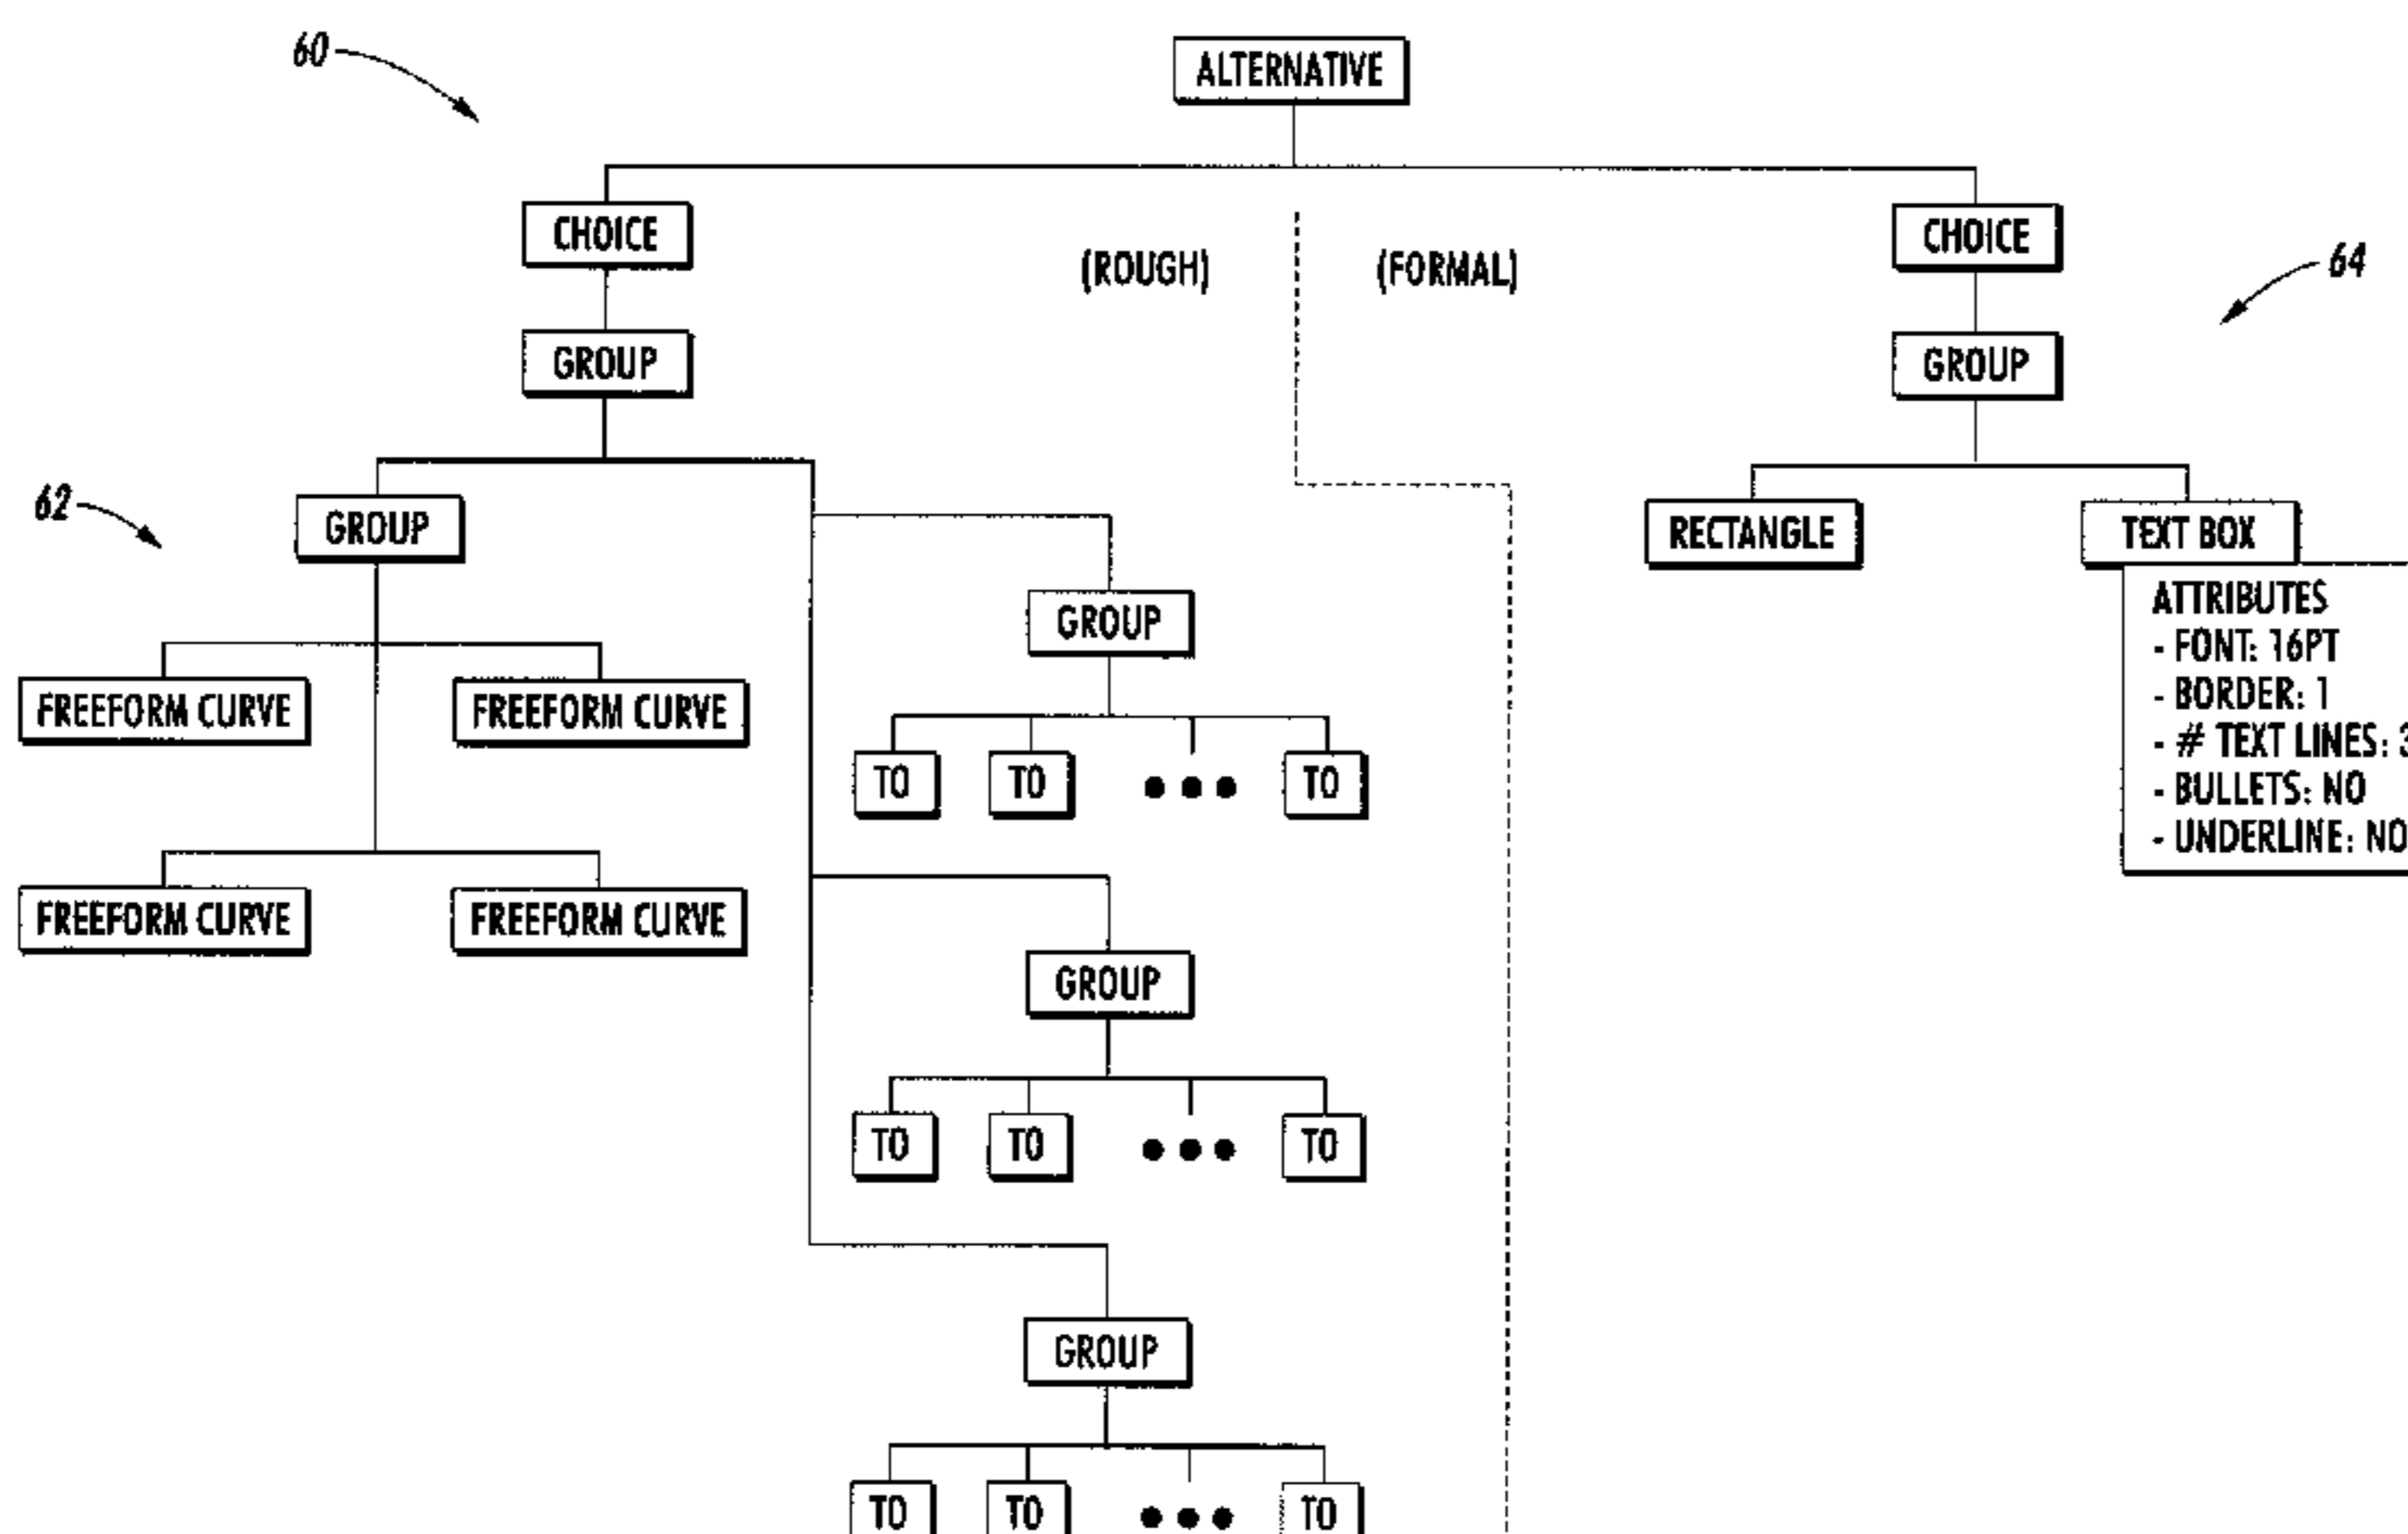 60
ALTERNATIVE
CHOICE
CHOICE
(ROUGH)
(FORMAL)
64
GROUP
GROUP
62
GROUP
RECTANGLE
TEXT BOX
ATTRIBUTES
- FONT: 16PT
- BORDER: 1
- # TEXT LINES: 3
- BULLETS: NO
- UNDERLINE: NO
GROUP
FREEFORM CURVE
FREEFORM CURVE
TO
TO
TO
FREEFORM CURVE
FREEFORM CURVE
GROUP
TO
TO
TO
GROUP
TO
TO
TO